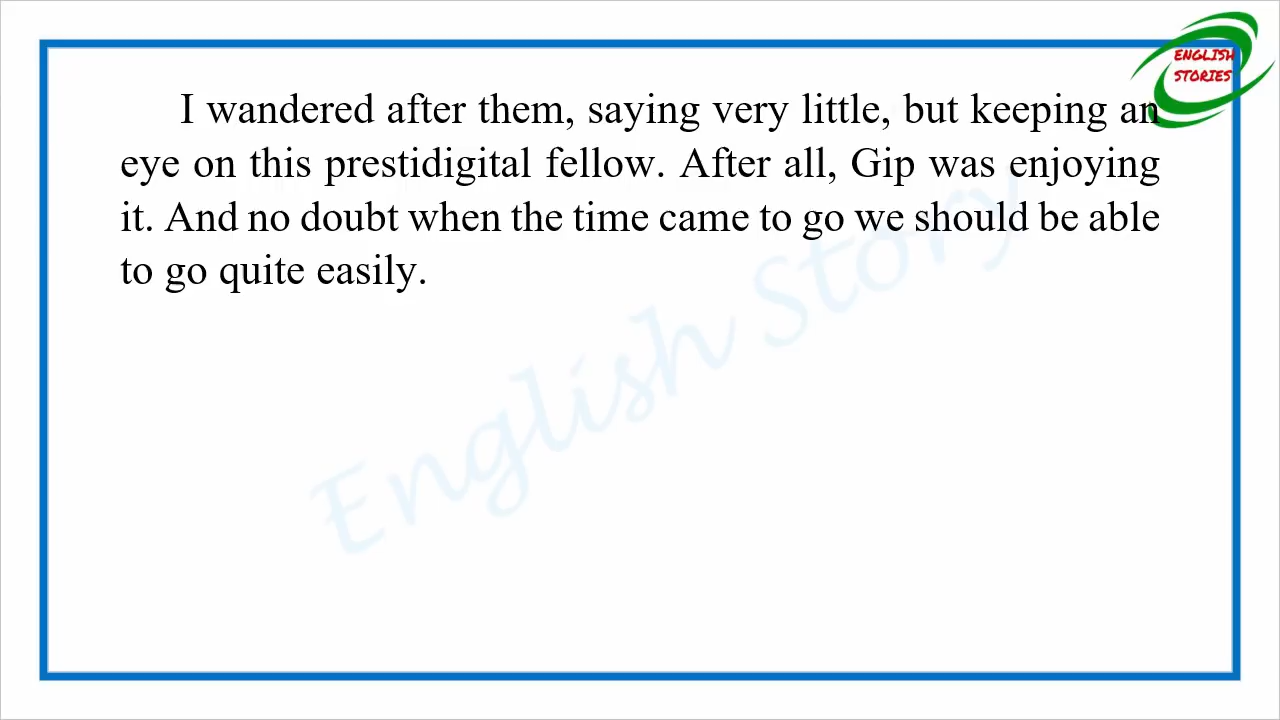 ENGLISH
STORIES
I wandered after them, saying very little, but keeping an
eye on this prestidigital fellow. After all, Gip was enjoying
it. And no doubt when the time came to go we should be able
to go quite easily.
English Story